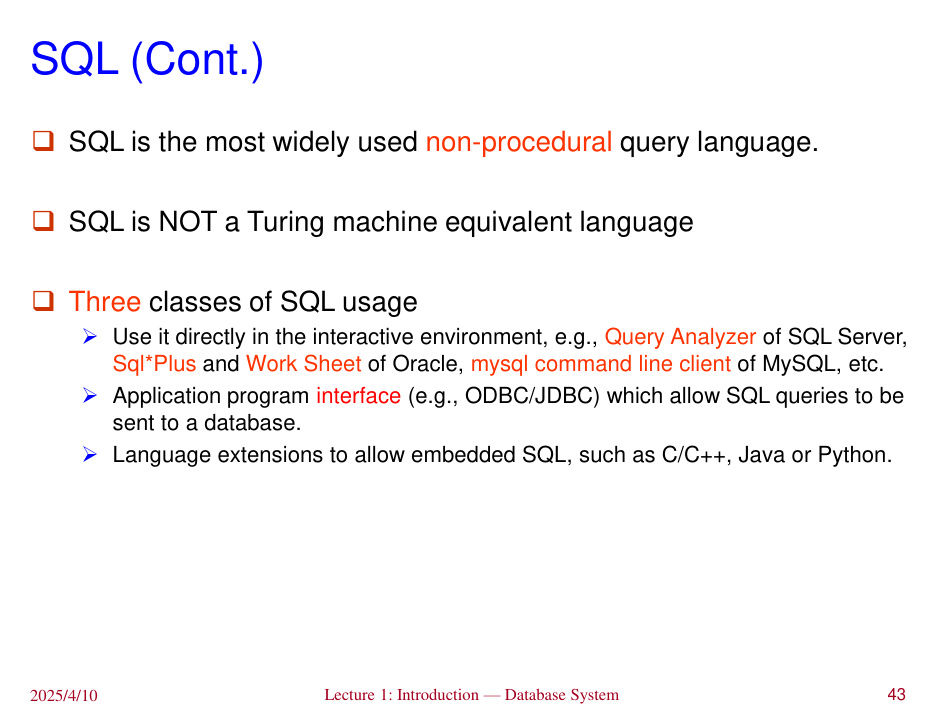 SQL (Cont.)
SQL is the most widely used non-procedural query language.
SQL is NOT a Turing machine equivalent language
Three classes of SQL usage
Use it directly in the interactive environment, e.g., Query Analyzer of SQL Server,
Sql*Plus and Work Sheet of Oracle, mysql command line client of MySQL, etc.
Application program interface (e.g., ODBC/JDBC) which allow SQL queries to be
sent to a database.
Language extensions to allow embedded SQL, such as C/C++, Java or Python.
2025/4/10 Lecture 1: Introduction — Database System 43